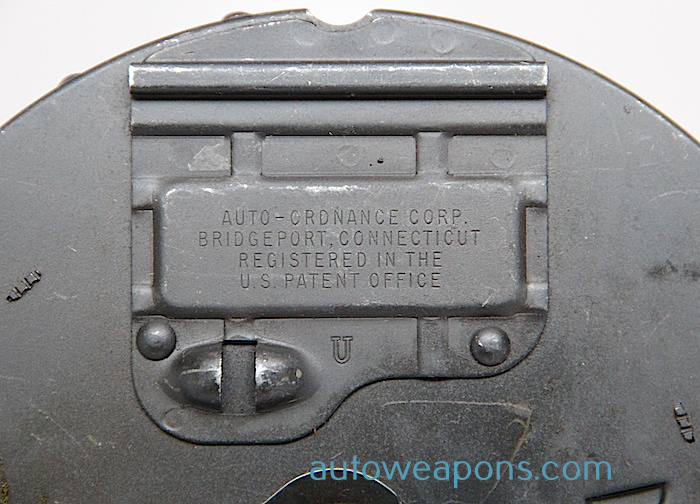 AUTO-ORDNANCE CORP.
BRIDGEPORT, CONNECTICUT
REGISTERED IN THE
U.S. PATENT OFFICE
U
autoweapons.com